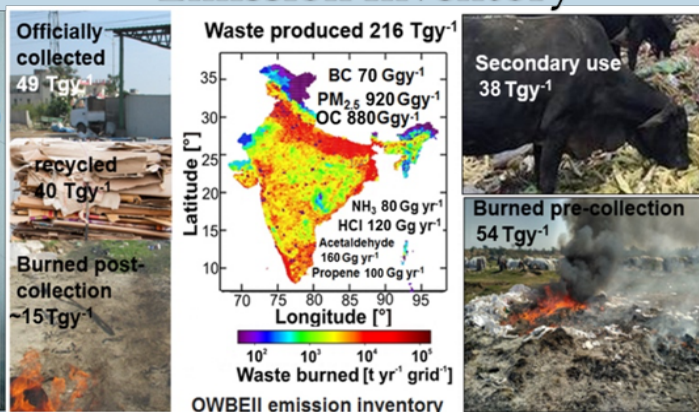 Emission Inventory
Officially
collected
49 Tgy-1
recycled
40 Tgy-1
Burned post-
collection
~15Tgy-1
Waste produced 216 Tgy-1
BC 70 Ggy-1
PM2.5 920 Ggy-1
OC 880Ggy-1
NH3 80 Gg yr-1
HCl 120 Gg yr-1
Acetaldehyde
160 Gg yr-1
Propene 100 Gg yr-1
Latitude [°]
35
30
25
20
15
10
70 75 80 85 90 95
Longitude [°]
10² 10³ 10⁴ 10⁵
Waste burned [t yr-1 grid-1]
OWBEII emission inventory
Secondary use
38 Tgy-1
Burned pre-collection
54 Tgy-1